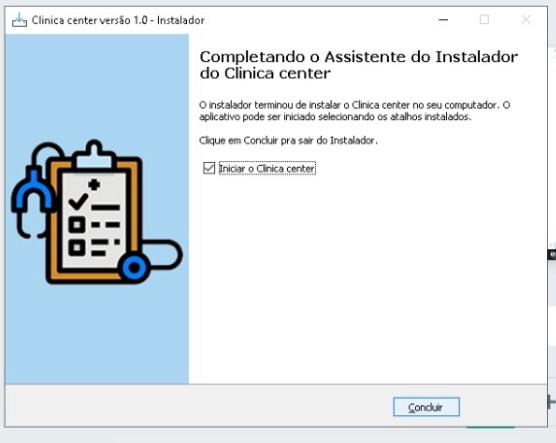 Clinica center versão 1.0 - Instalador
Completando o Assistente do Instalador
do Clinica center
O instalador terminou de instalar o Clinica center no seu computador. O
aplicativo pode ser iniciado selecionando os atalhos instalados.
Clique em Concluir pra sair do Instalador.
Iniciar o Clinica center
Concluir